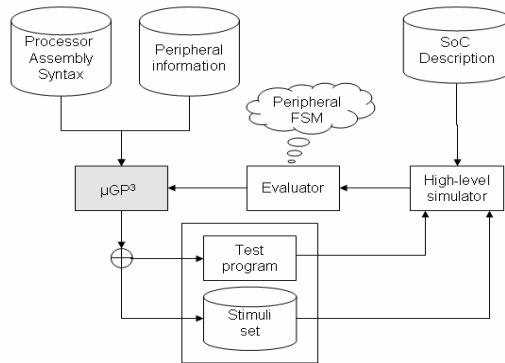 Processor
Assembly
Syntax
Peripheral
information
SoC
Description
Peripheral
FSM
µGP³
Evaluator
High-level
simulator
Test
program
Stimuli
set